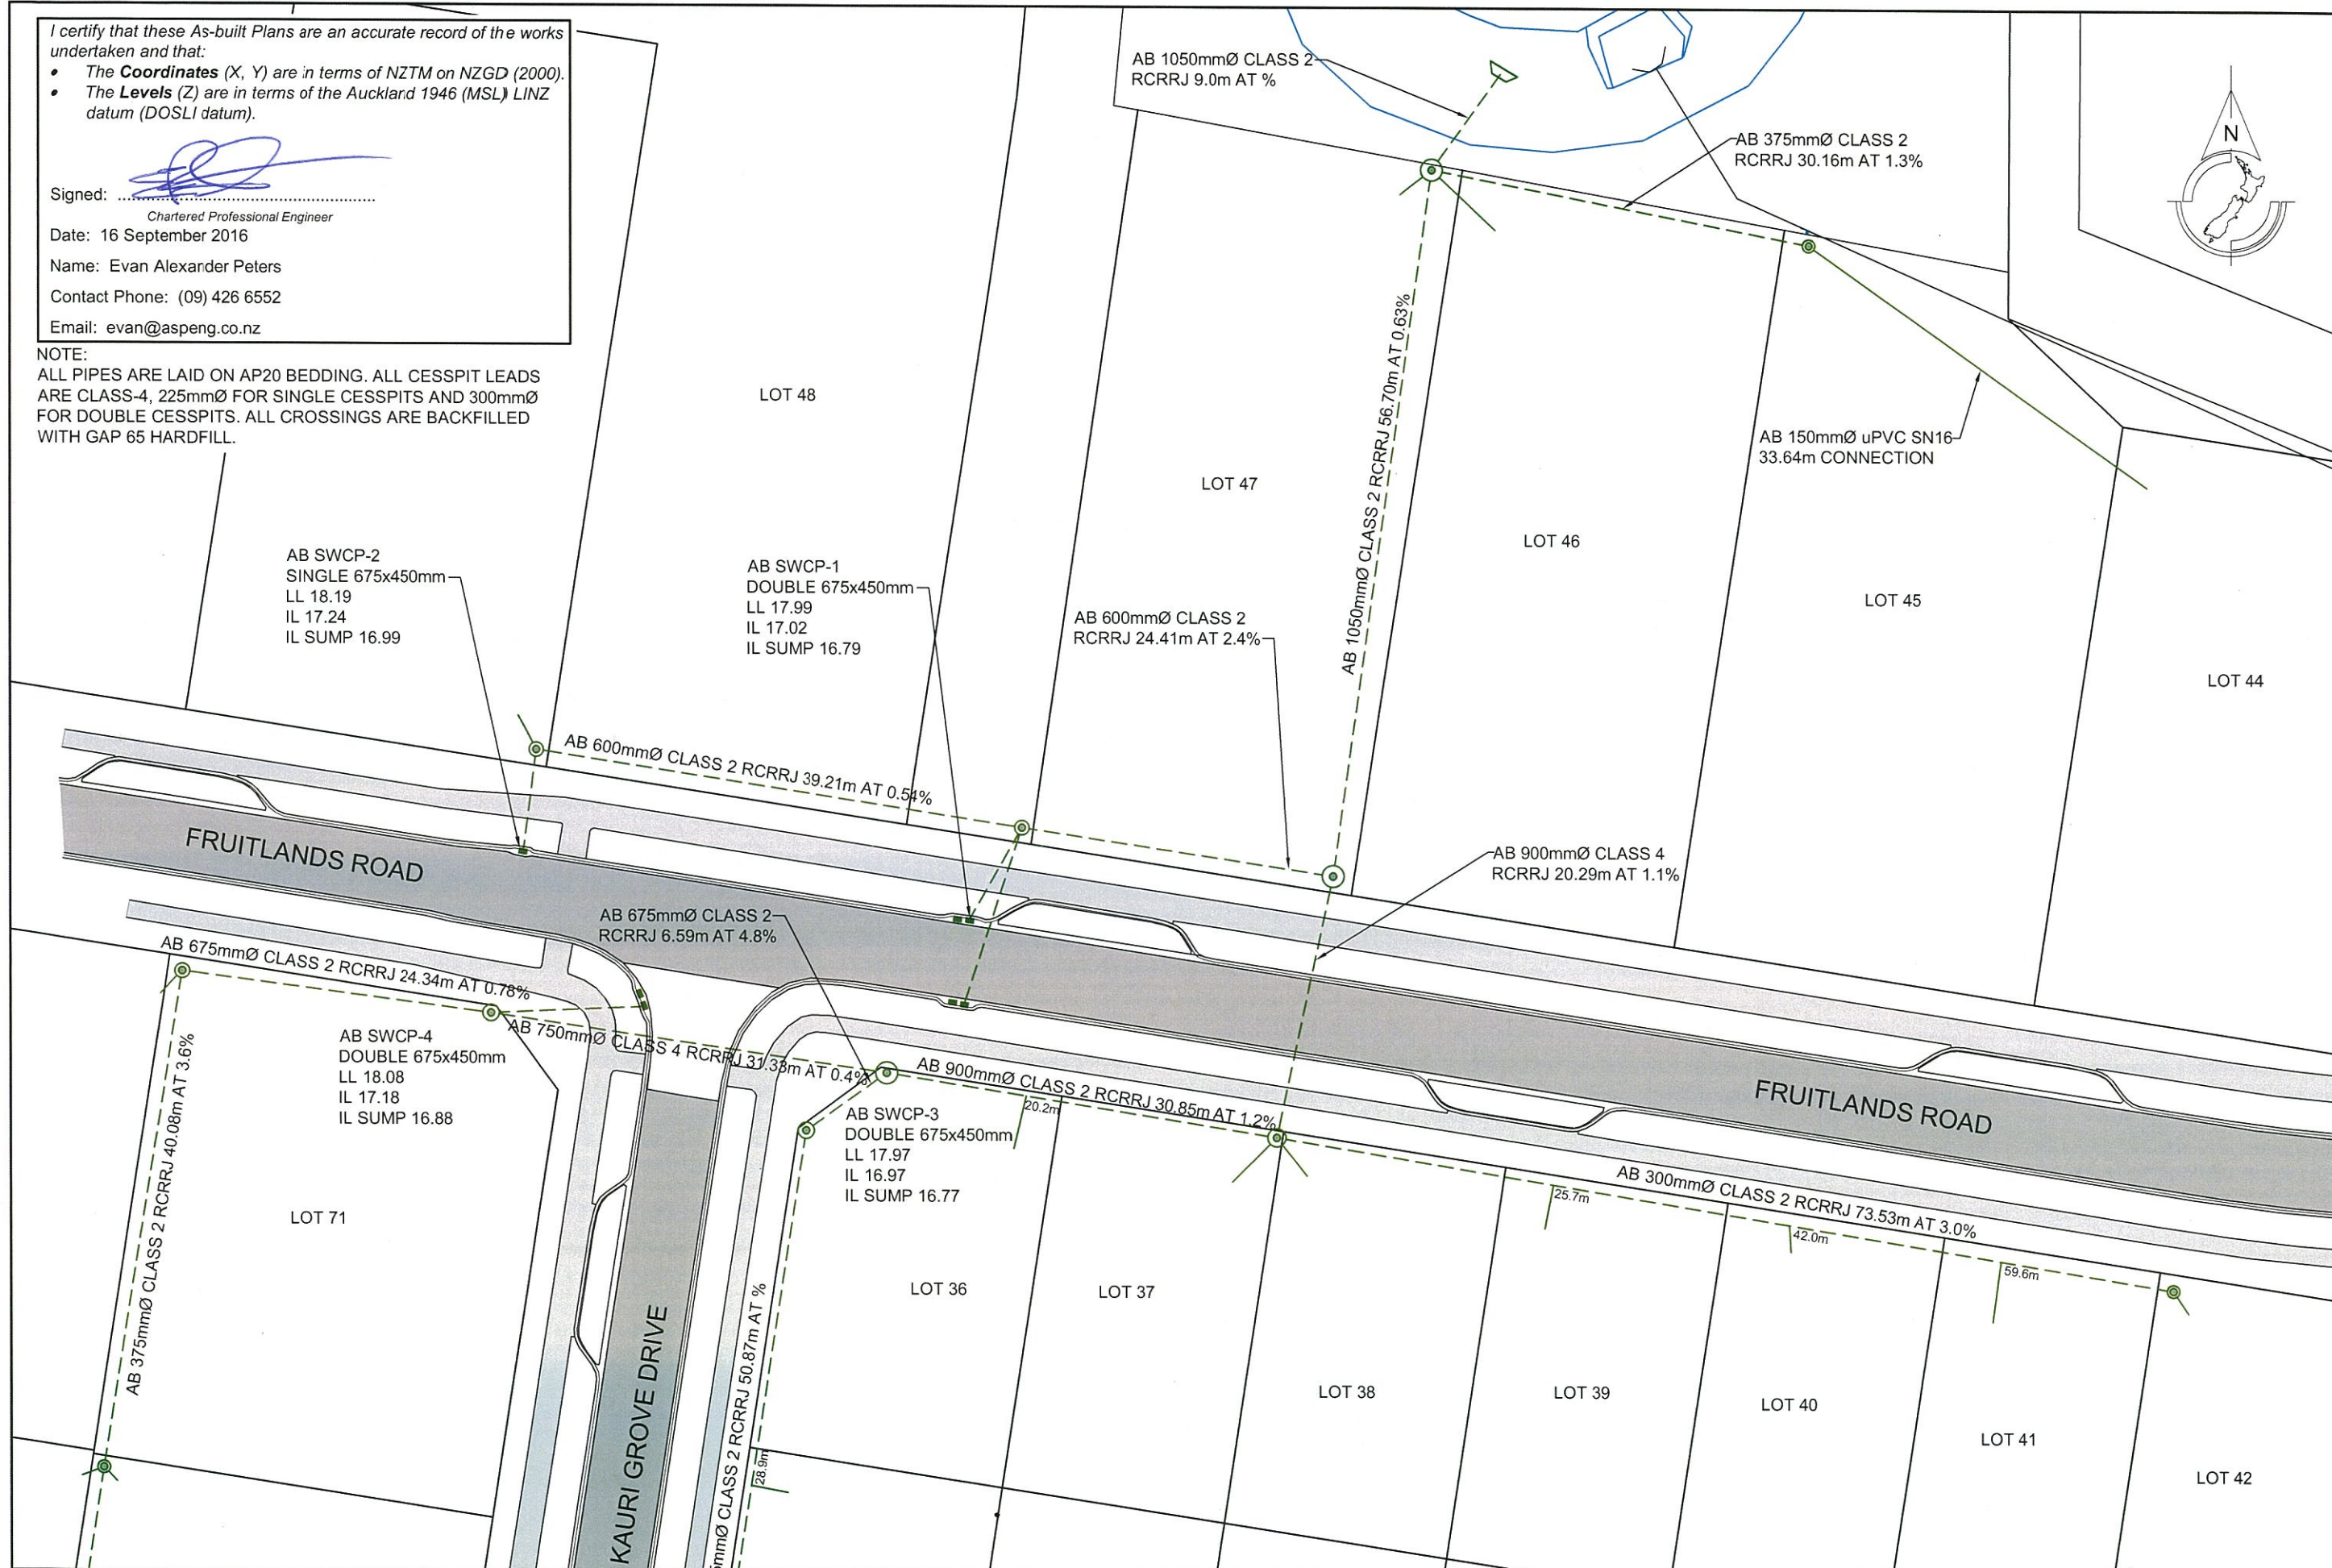 I certify that these As-built Plans are an accurate record of the works
undertaken and that:
• The Coordinates (X, Y) are in terms of NZTM on NZGD (2000).
• The Levels (Z) are in terms of the Auckland 1946 (MSL) LINZ
datum (DOSLI datum).
Signed:
Chartered Professional Engineer
Date: 16 September 2016
Name: Evan Alexander Peters
Contact Phone: (09) 426 6552
Email: evan@aspeng.co.nz
NOTE:
ALL PIPES ARE LAID ON AP20 BEDDING. ALL CESSPIT LEADS
ARE CLASS-4, 225mmØ FOR SINGLE CESSPITS AND 300mmØ
FOR DOUBLE CESSPITS. ALL CROSSINGS ARE BACKFILLED
WITH GAP 65 HARDFILL.
AB 1050mmØ CLASS 2
RCRRJ 9.0m AT %
AB 375mmØ CLASS 2
RCRRJ 30.16m AT 1.3%
N
LOT 48
LOT 47
AB 1050mmØ CLASS 2 RCRRJ 56.70m AT 0.63%
AB 150mmØ uPVC SN16
33.64m CONNECTION
LOT 46
LOT 45
LOT 44
AB SWCP-2
SINGLE 675x450mm
LL 18.19
IL 17.24
IL SUMP 16.99
AB SWCP-1
DOUBLE 675x450mm
LL 17.99
IL 17.02
IL SUMP 16.79
AB 600mmØ CLASS 2
RCRRJ 24.41m AT 2.4%
AB 600mmØ CLASS 2 RCRRJ 39.21m AT 0.54%
FRUITLANDS ROAD
AB 900mmØ CLASS 4
RCRRJ 20.29m AT 1.1%
AB 675mmØ CLASS 2
RCRRJ 6.59m AT 4.8%
AB 675mmØ CLASS 2 RCRRJ 24.34m AT 0.78%
AB 750mmØ CLASS 4 RCRRJ 31.33m AT 0.4%
AB 900mmØ CLASS 2 RCRRJ 30.85m AT 1.2%
FRUITLANDS ROAD
AB SWCP-4
DOUBLE 675x450mm
LL 18.08
IL 17.18
IL SUMP 16.88
AB SWCP-3
DOUBLE 675x450mm
LL 17.97
IL 16.97
IL SUMP 16.77
20.2m
AB 375mmØ CLASS 2 RCRRJ 40.08m AT 3.6%
LOT 71
AB 300mmØ CLASS 2 RCRRJ 73.53m AT 3.0%
25.7m
42.0m
59.6m
KAURI GROVE DRIVE
mmØ CLASS 2 RCRRJ 50.87m AT %
28.9m
LOT 36
LOT 37
LOT 38
LOT 39
LOT 40
LOT 41
LOT 42